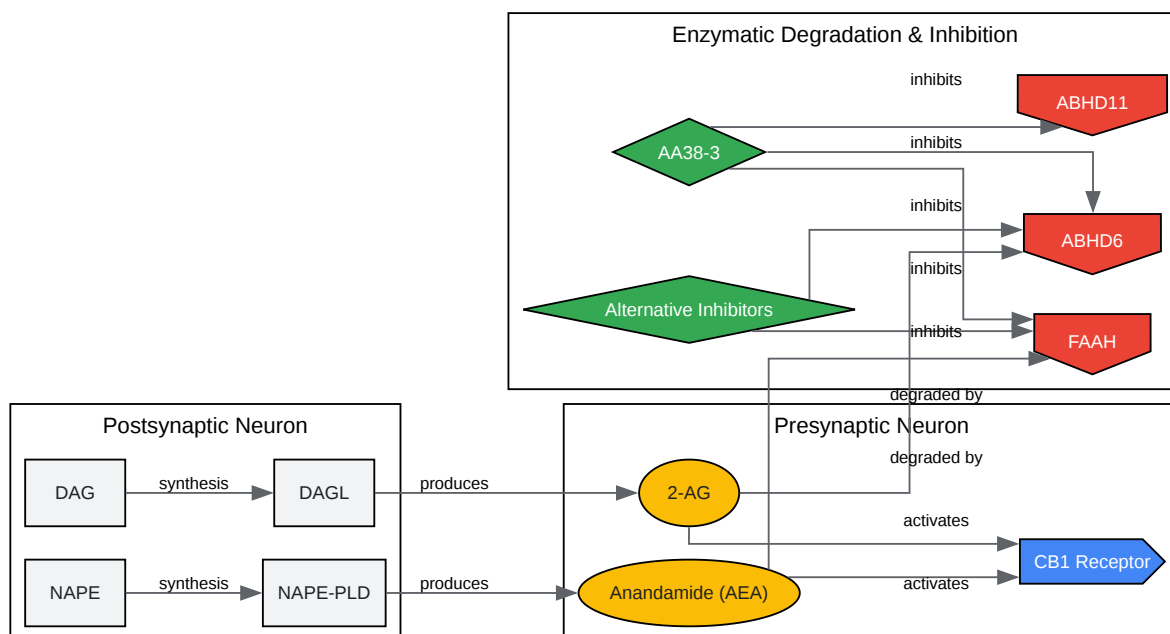 Enzymatic Degradation & Inhibition
inhibits
ABHD11
AA38-3
inhibits
inhibits
ABHD6
inhibits
Alternative Inhibitors
inhibits
FAAH
degraded by
Postsynaptic Neuron
Presynaptic Neuron
degraded by
DAG
synthesis
DAGL
produces
2-AG
activates
CB1 Receptor
NAPE
synthesis
NAPE-PLD
produces
Anandamide (AEA)
activates